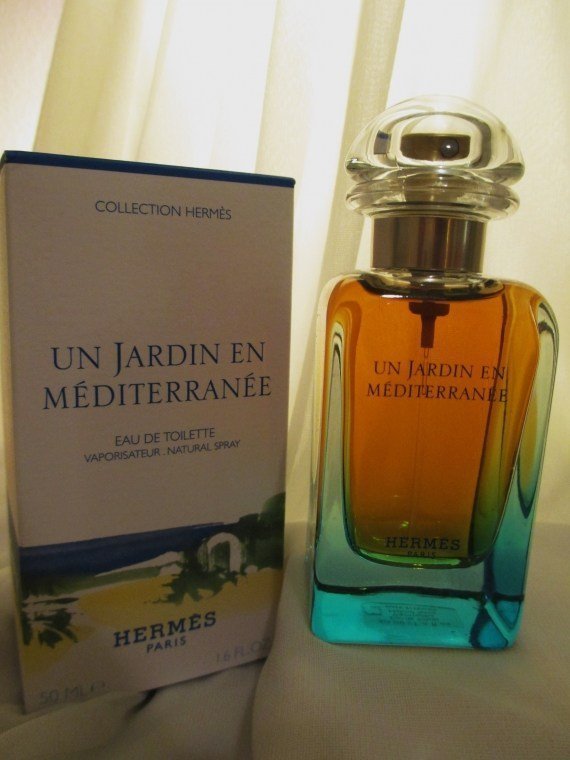 COLLECTION HERMÈS
UN JARDIN EN
MÉDITERRANÉE
EAU DE TOILETTE
VAPORISATEUR . NATURAL SPRAY
HERMÈS
PARIS
50 ML ℮
1.6 FL.OZ
UN JARDIN EN
MÉDITERRANÉE
HERMÈS
PARIS